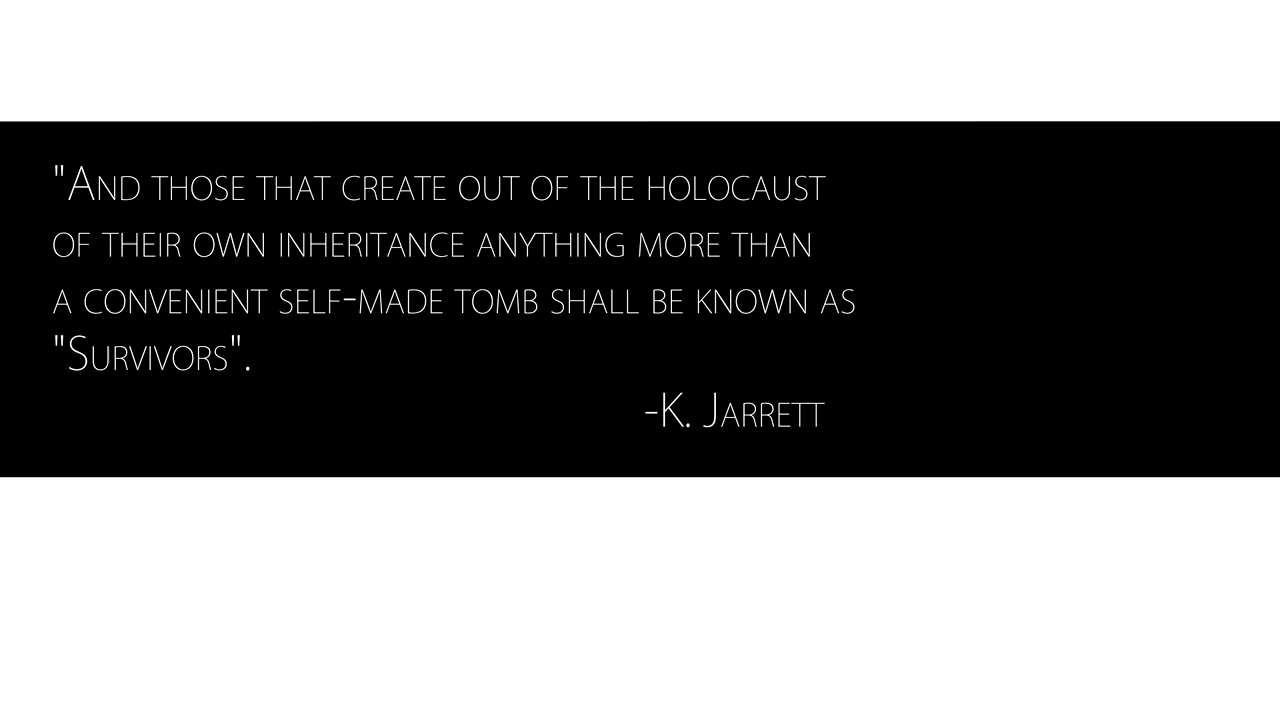 "And those that create out of the holocaust
of their own inheritance anything more than
a convenient self-made tomb shall be known as
"Survivors".
-K. Jarrett